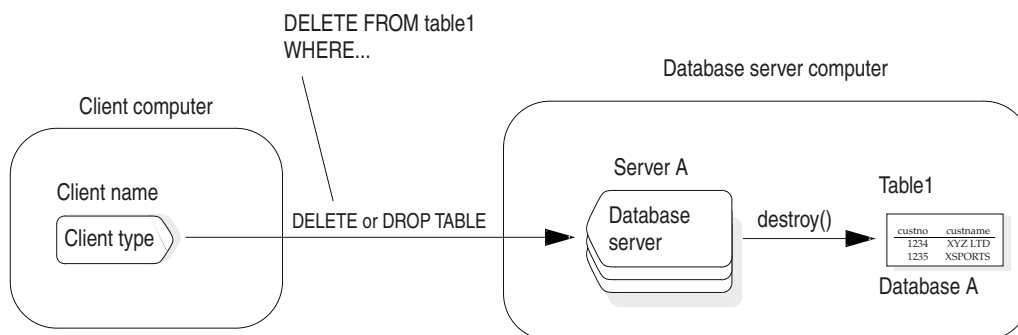 DELETE FROM table1
WHERE...
Database server computer
Client computer
Server A
Table1
Client name
Client type
DELETE or DROP TABLE
Database
server
destroy()
custno custname
1234 XYZ LTD
1235 XSPORTS
Database A